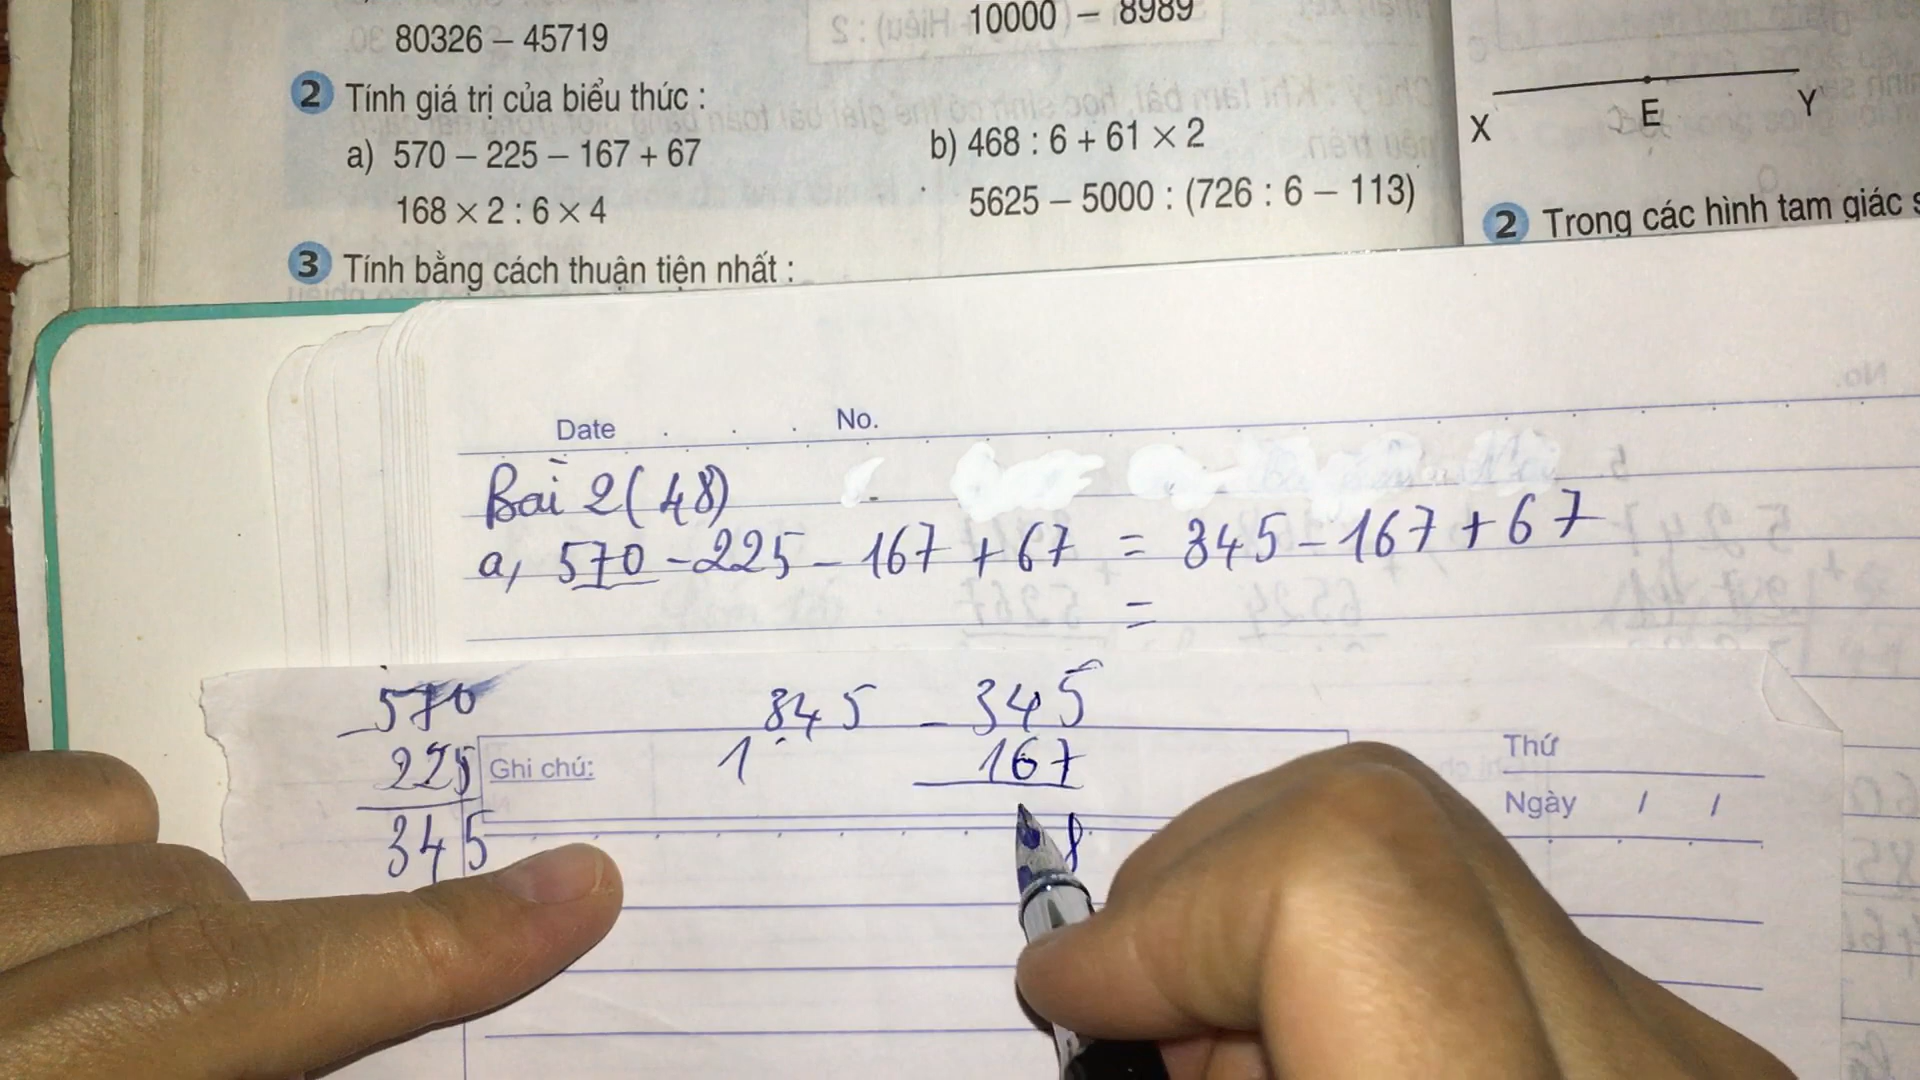 80326 – 45719
10000 – 8989
2 Tính giá trị của biểu thức :
a) 570 – 225 – 167 + 67
b) 468 : 6 + 61 × 2
168 × 2 : 6 × 4
5625 – 5000 : (726 : 6 – 113)
3 Tính bằng cách thuận tiện nhất :
X E Y
2 Trong các hình tam giác
Date No.
Bài 2 (48)
a, 570 - 225 - 167 + 67 = 345 - 167 + 67
=
- 570
225
345
345
1
- 345
167
8
Ghi chú:
Thứ
Ngày / /